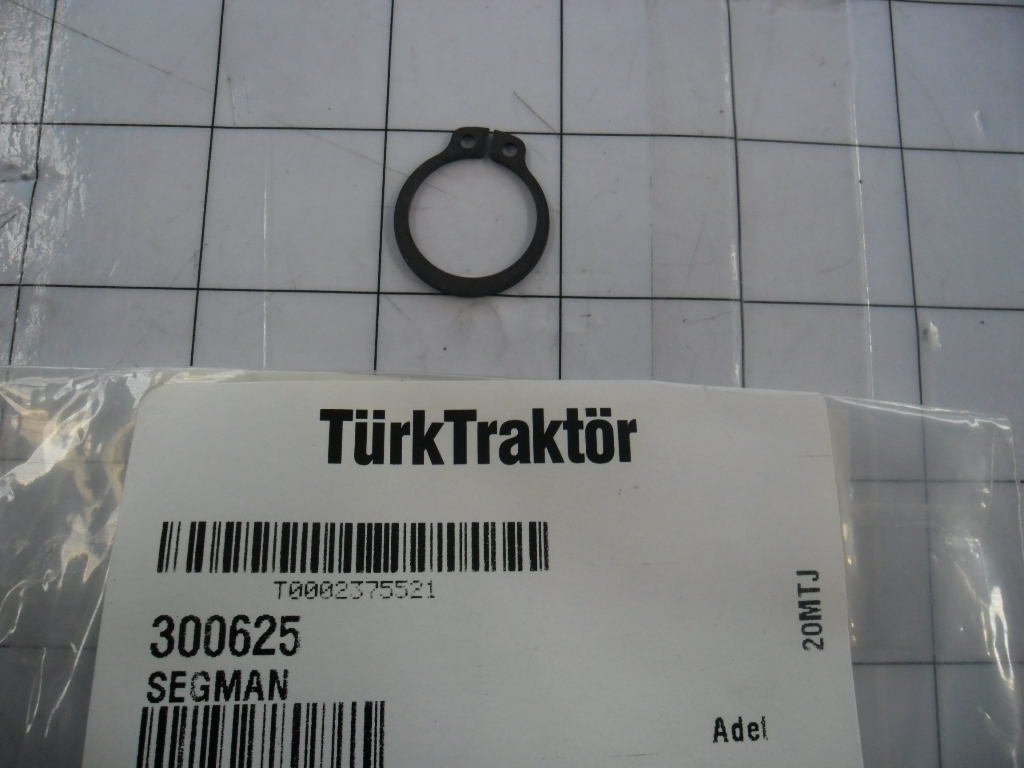 TürkTraktör
T0002375521
300625
SEGMAN
20MTJ
Adet